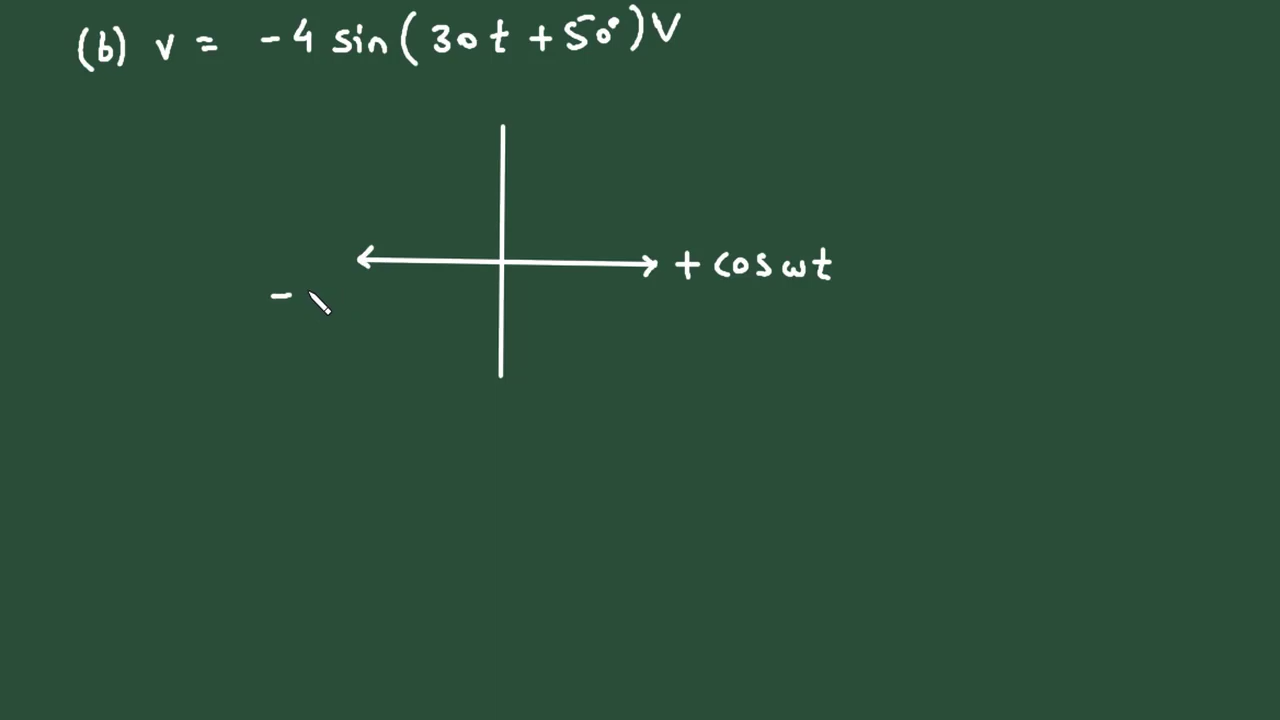 (b) v = -4 sin(30t + 50°)V
+ cos ωt
-